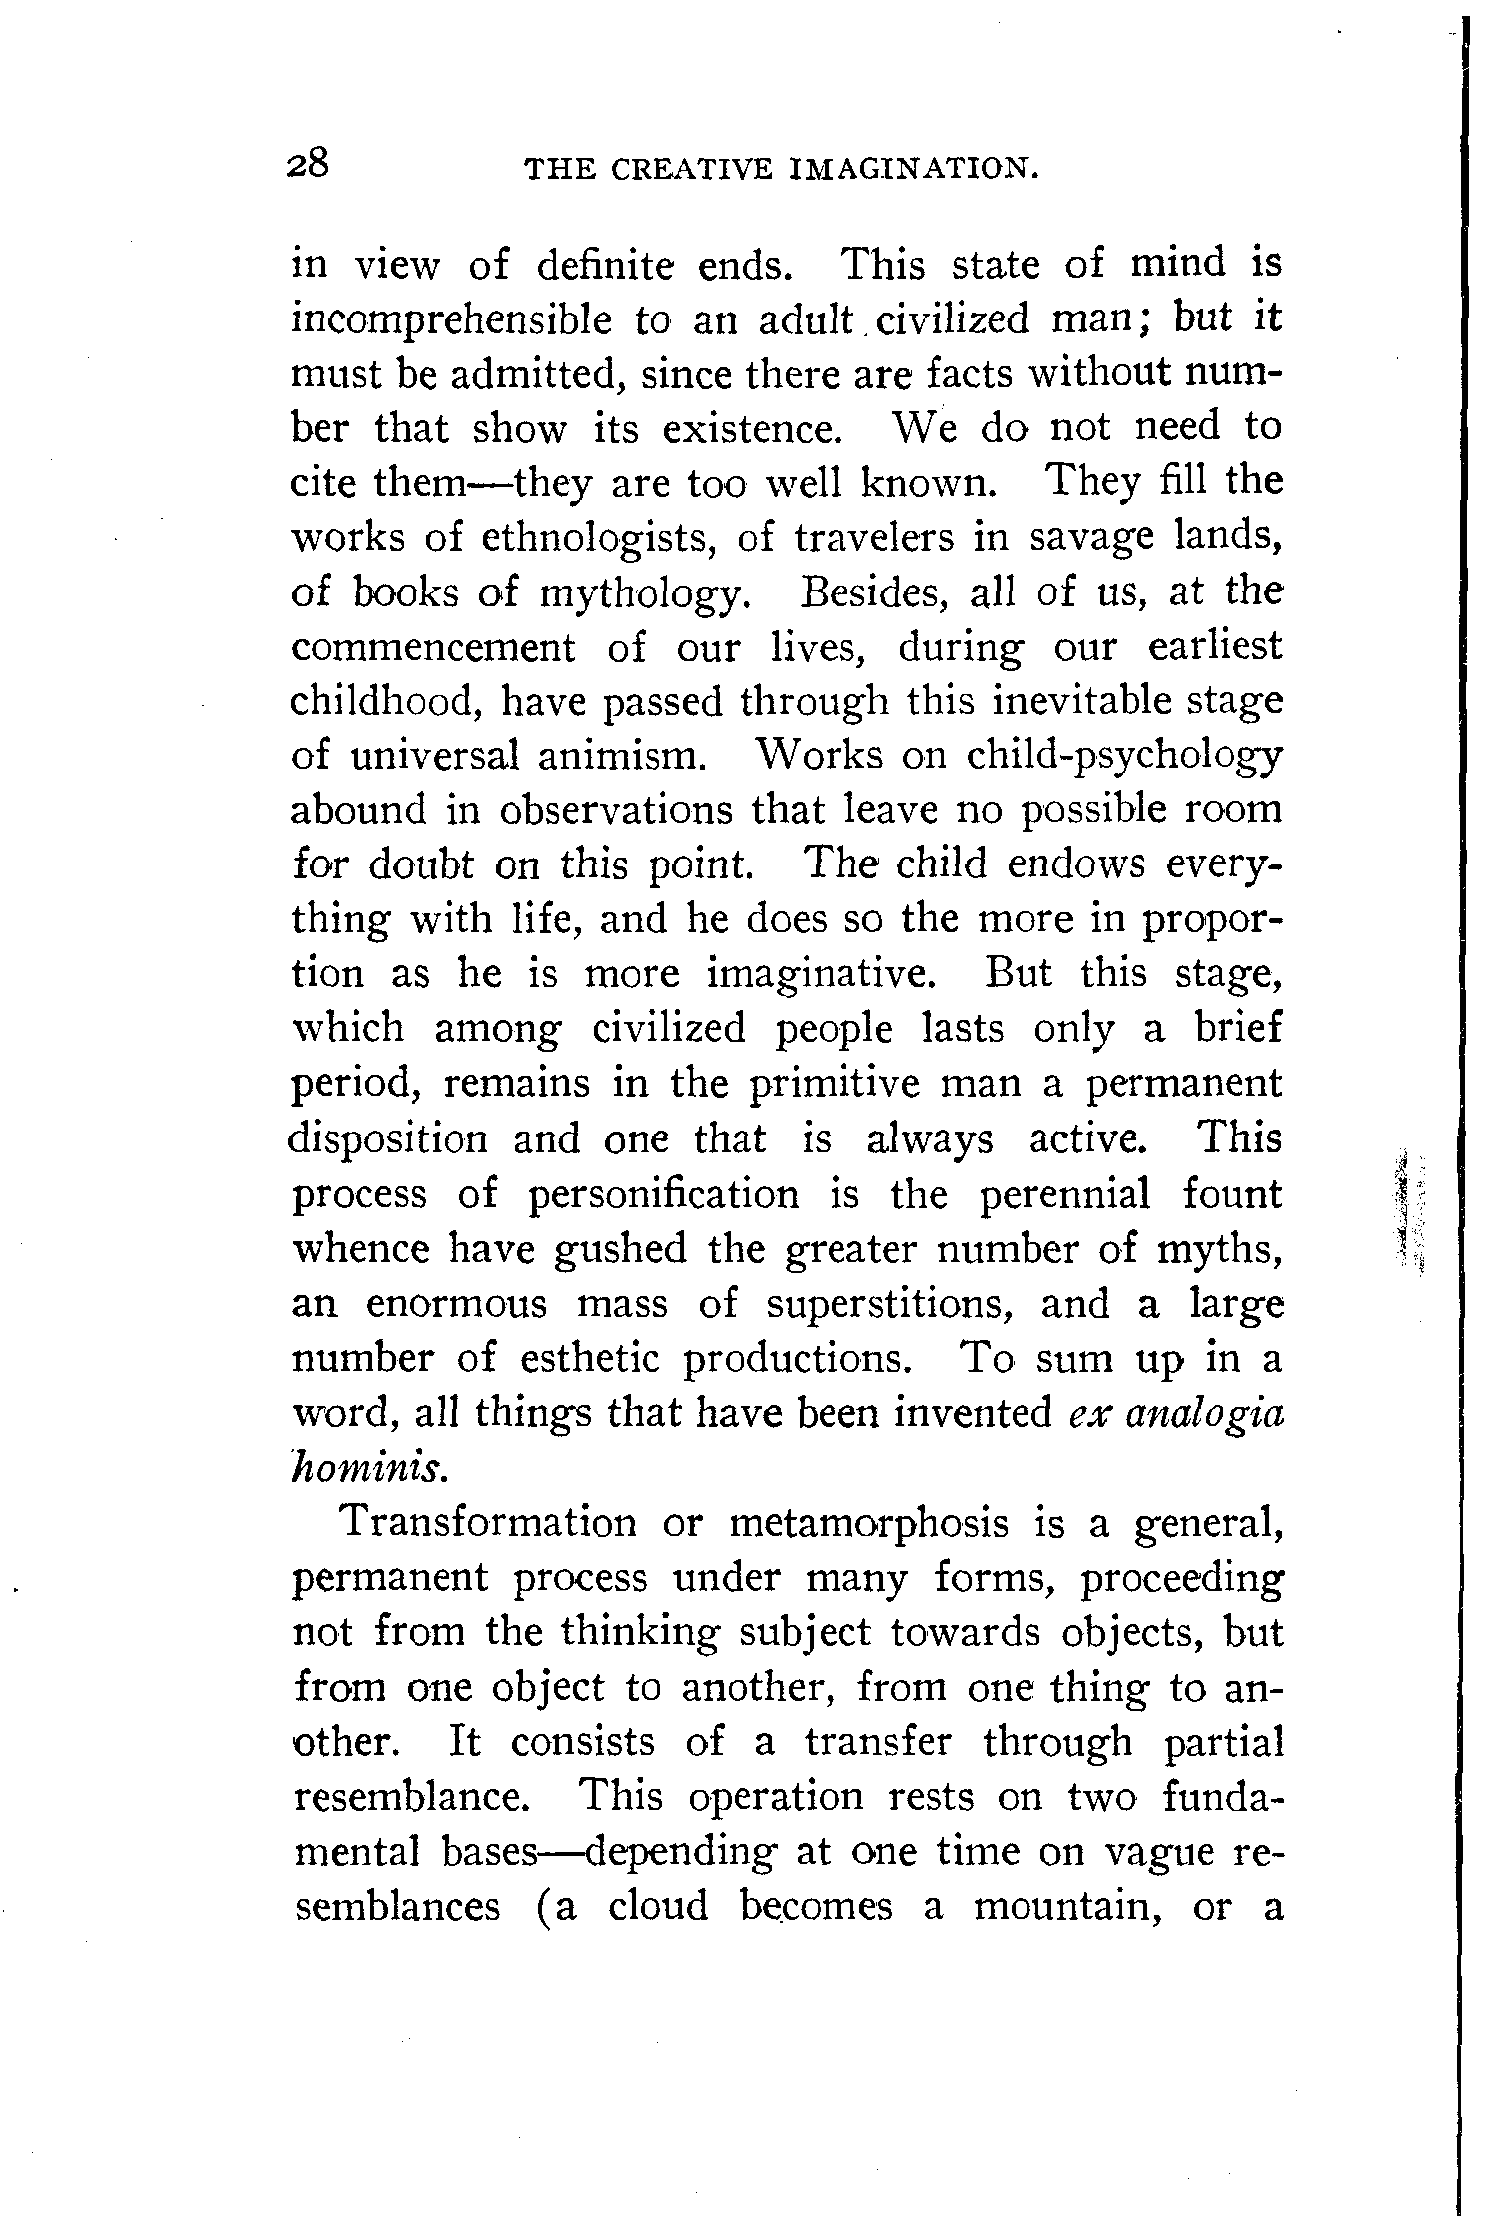 28 THE CREATIVE IMAGINATION.
in view of definite ends. This state of mind is
incomprehensible to an adult civilized man; but it
must be admitted, since there are facts without num-
ber that show its existence. We do not need to
cite them—they are too well known. They fill the
works of ethnologists, of travelers in savage lands,
of books of mythology. Besides, all of us, at the
commencement of our lives, during our earliest
childhood, have passed through this inevitable stage
of universal animism. Works on child-psychology
abound in observations that leave no possible room
for doubt on this point. The child endows every-
thing with life, and he does so the more in propor-
tion as he is more imaginative. But this stage,
which among civilized people lasts only a brief
period, remains in the primitive man a permanent
disposition and one that is always active. This
process of personification is the perennial fount
whence have gushed the greater number of myths,
an enormous mass of superstitions, and a large
number of esthetic productions. To sum up in a
word, all things that have been invented ex analogia
hominis.
Transformation or metamorphosis is a general,
permanent process under many forms, proceeding
not from the thinking subject towards objects, but
from one object to another, from one thing to an-
other. It consists of a transfer through partial
resemblance. This operation rests on two funda-
mental bases—depending at one time on vague re-
semblances (a cloud becomes a mountain, or a